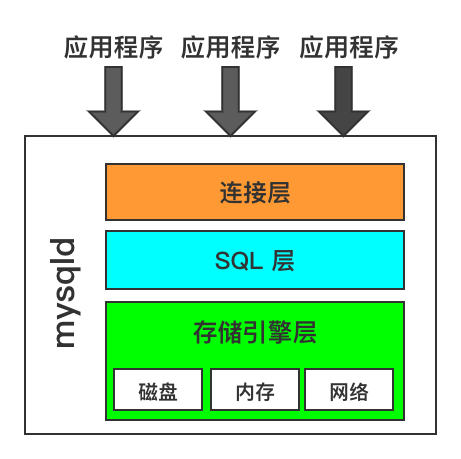 应用程序 应用程序 应用程序
mysqld
连接层
SQL 层
存储引擎层
磁盘 内存 网络